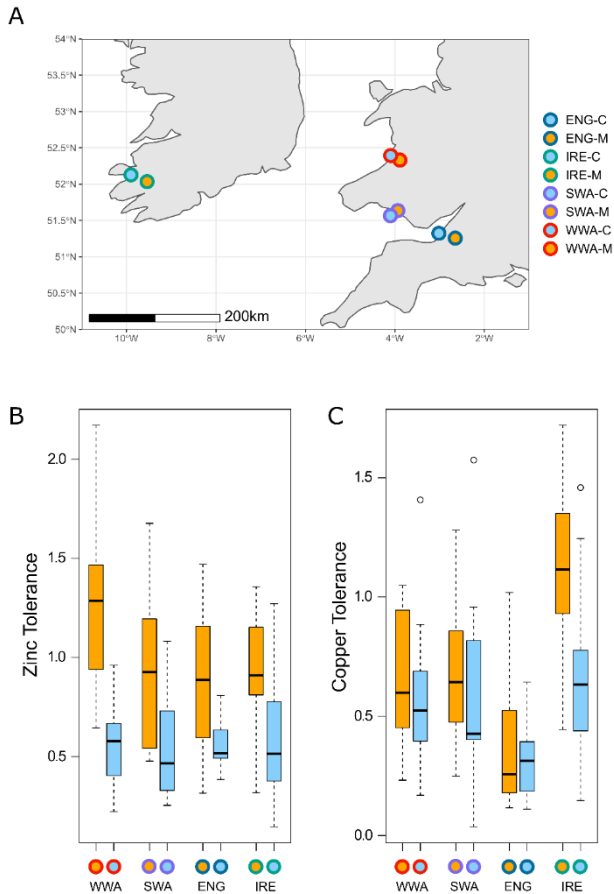 A
54°N
53.5°N
53°N
52.5°N
52°N
51.5°N
51°N
50.5°N
50°N
200km
10°W
8°W
6°W
4°W
2°W
ENG-C
ENG-M
IRE-C
IRE-M
SWA-C
SWA-M
WWA-C
WWA-M
B
Zinc Tolerance
2.0
1.5
1.0
0.5
WWA
SWA
ENG
IRE
C
Copper Tolerance
1.5
1.0
0.5
0.0
WWA
SWA
ENG
IRE